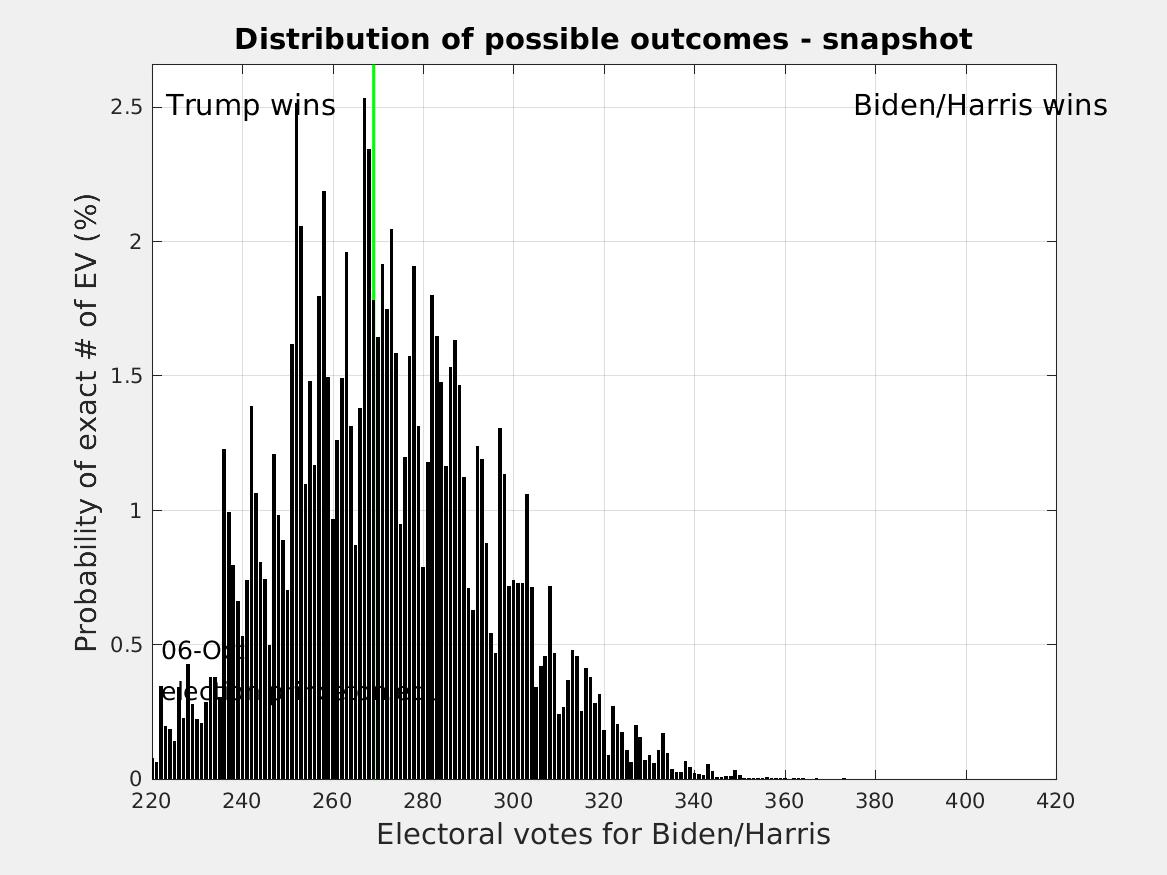 Distribution of possible outcomes - snapshot
Trump wins
Biden/Harris wins
Probability of exact # of EV (%)
2.5
2
1.5
1
0.5
0
06-Oct
220 240 260 280 300 320 340 360 380 400 420
Electoral votes for Biden/Harris